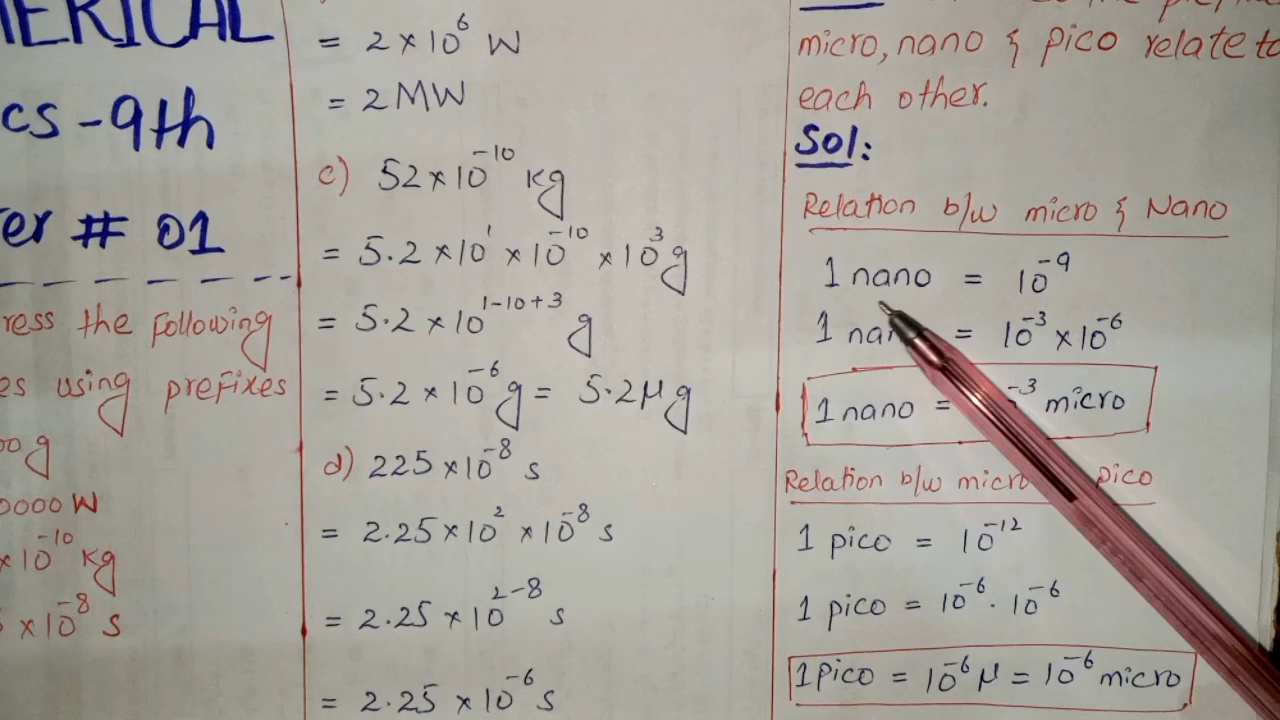 ERICAL
cs-9th
er # 01
ress the Following
es using prefixes
00g
0000W
x 10⁻¹⁰ kg
x 10⁻⁸ s
= 2 × 10⁶ W
= 2MW
c) 52 × 10⁻¹⁰ kg
= 5.2 × 10¹ × 10⁻¹⁰ × 10³ g
= 5.2 × 10¹⁻¹⁰⁺³ g
= 5.2 × 10⁻⁶ g = 5.2μg
d) 225 × 10⁻⁸ s
= 2.25 × 10² × 10⁻⁸ s
= 2.25 × 10²⁻⁸ s
= 2.25 × 10⁻⁶ s
micro, nano & pico relate to
each other.
Sol:
Relation b/w micro & Nano
1 nano = 10⁻⁹
1 nan = 10⁻³ × 10⁻⁶
1 nano = ⁻³ micro
Relation b/w micro pico
1 pico = 10⁻¹²
1 pico = 10⁻⁶ . 10⁻⁶
1 pico = 10⁻⁶ μ = 10⁻⁶ micro